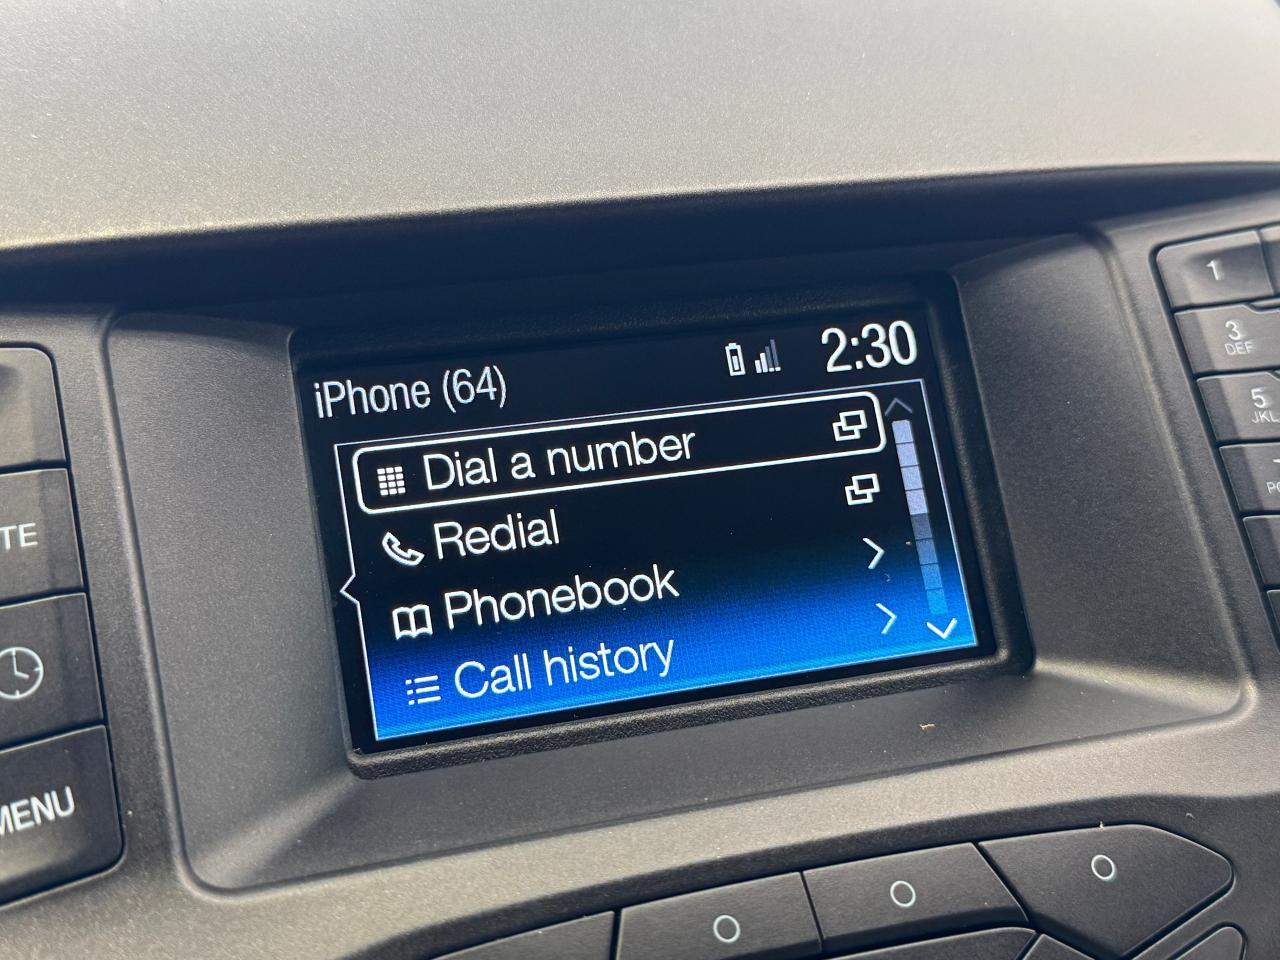 iPhone (64)
2:30
Dial a number
Redial
Phonebook
Call history
TE
MENU
1
3
DEF
5
JKL